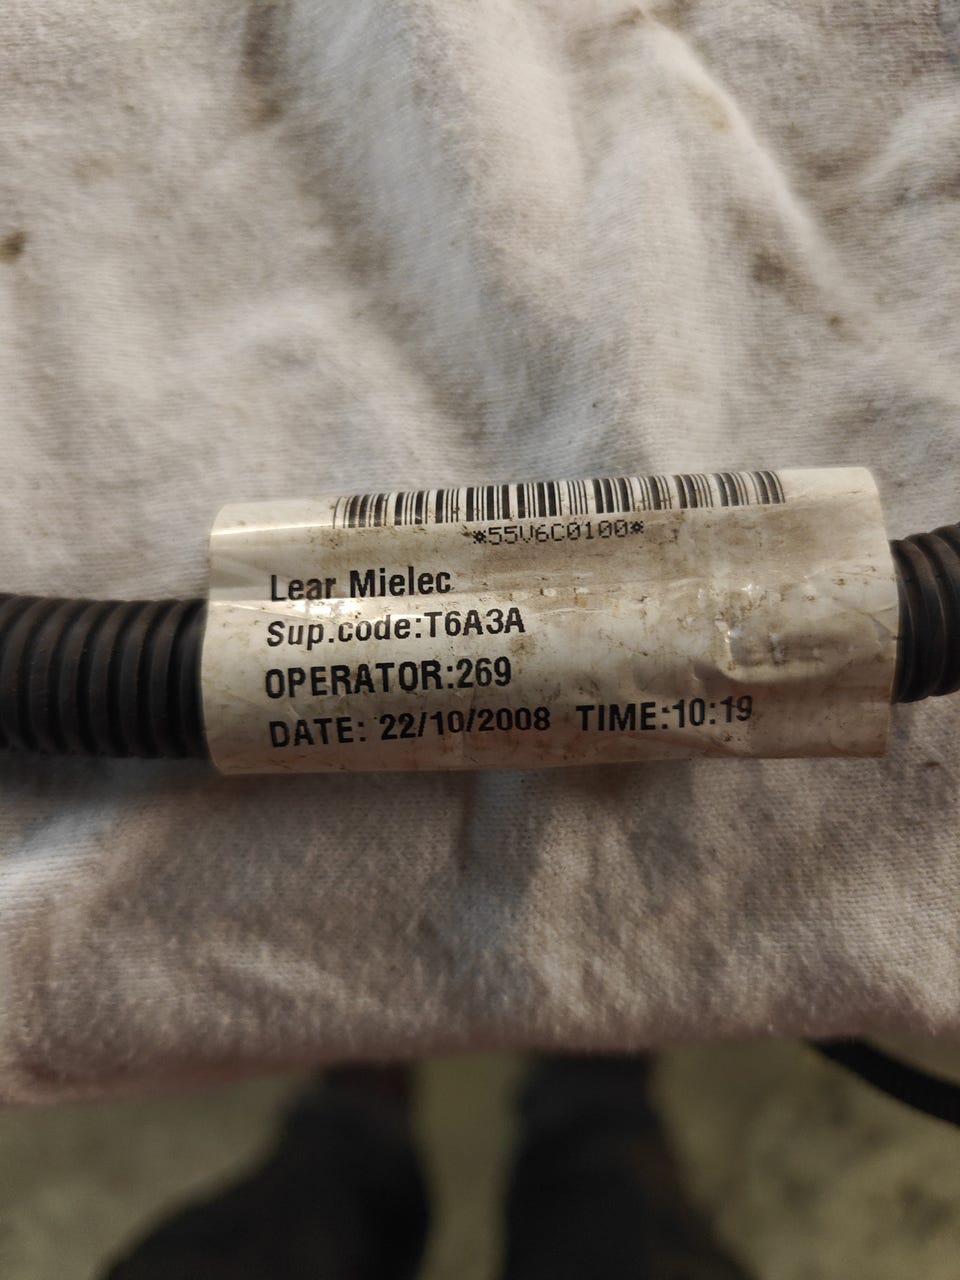 *55V6C0100*
Lear Mielec
Sup.code:T6A3A
OPERATOR:269
DATE: 22/10/2008 TIME:10:19